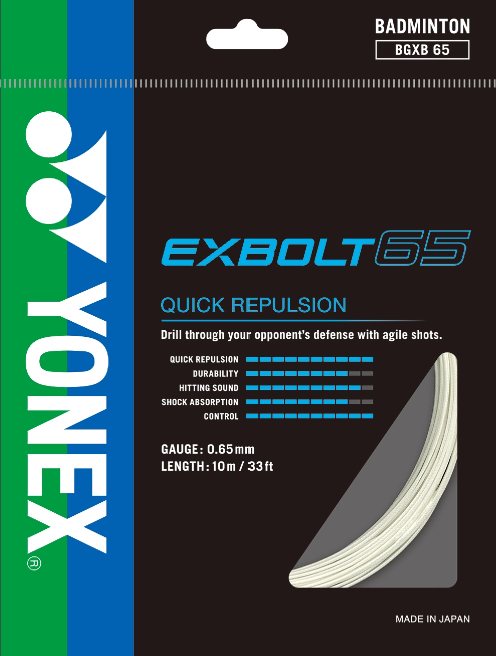 BADMINTON
BGXB 65
YONEX
®
EXBOLT65
QUICK REPULSION
Drill through your opponent's defense with agile shots.
QUICK REPULSION
DURABILITY
HITTING SOUND
SHOCK ABSORPTION
CONTROL
GAUGE: 0.65mm
LENGTH: 10m / 33ft
MADE IN JAPAN